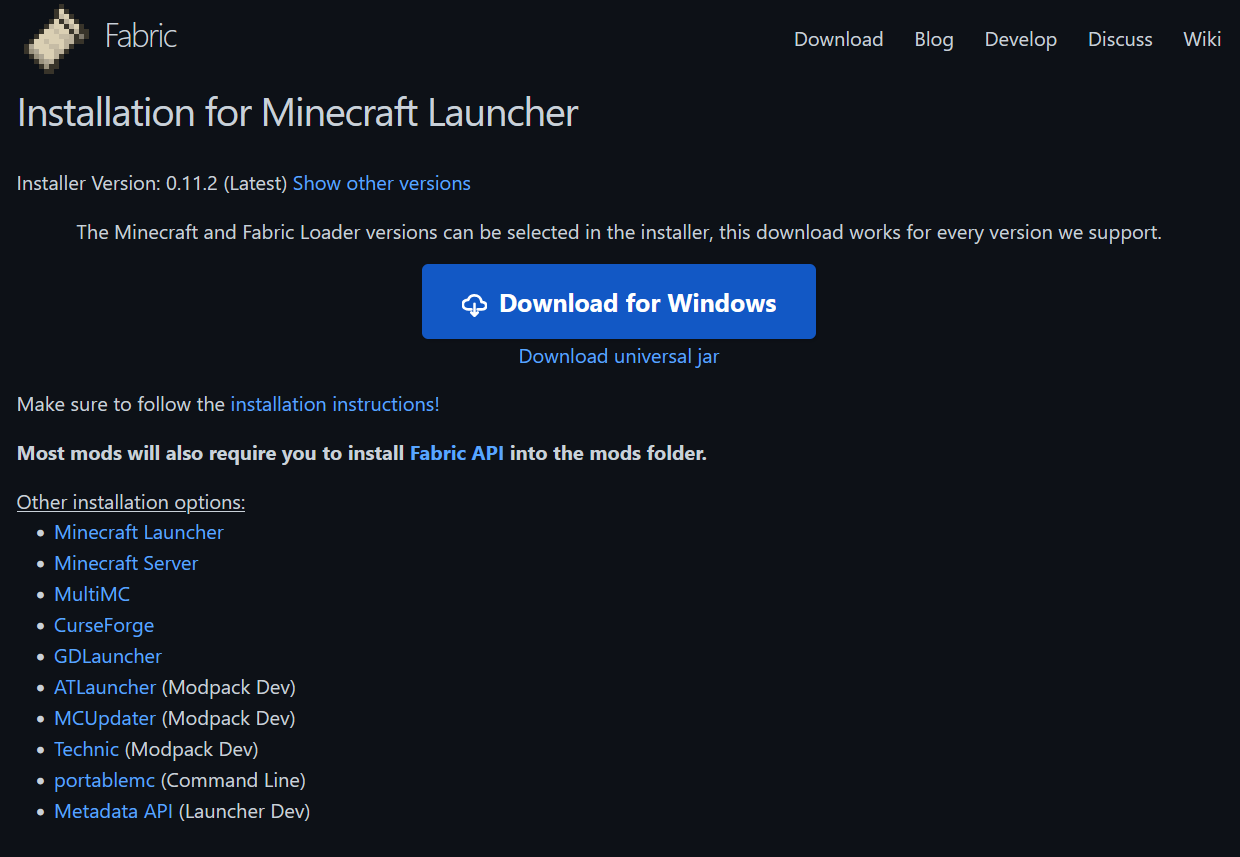 Fabric
Download Blog Develop Discuss Wiki
Installation for Minecraft Launcher
Installer Version: 0.11.2 (Latest) Show other versions
The Minecraft and Fabric Loader versions can be selected in the installer, this download works for every version we support.
Download for Windows
Download universal jar
Make sure to follow the installation instructions!
Most mods will also require you to install Fabric API into the mods folder.
Other installation options:
Minecraft Launcher
Minecraft Server
MultiMC
CurseForge
GDLauncher
ATLauncher (Modpack Dev)
MCUpdater (Modpack Dev)
Technic (Modpack Dev)
portablemc (Command Line)
Metadata API (Launcher Dev)